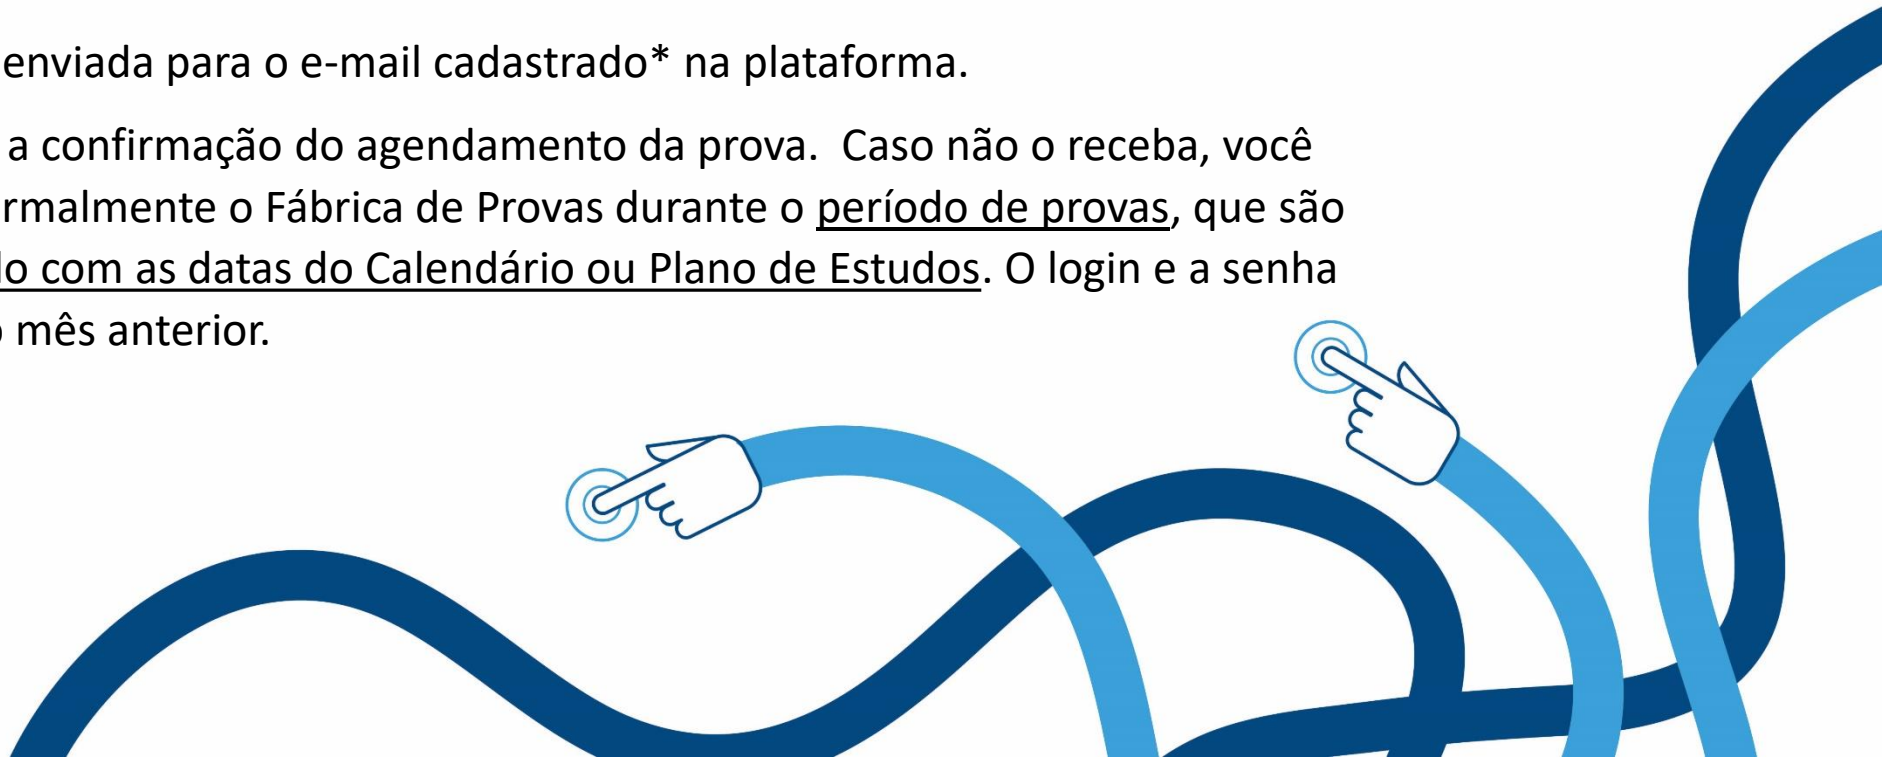 enviada para o e-mail cadastrado* na plataforma.
a confirmação do agendamento da prova.  Caso não o receba, você
rmalmente o Fábrica de Provas durante o período de provas, que são
do com as datas do Calendário ou Plano de Estudos. O login e a senha
o mês anterior.